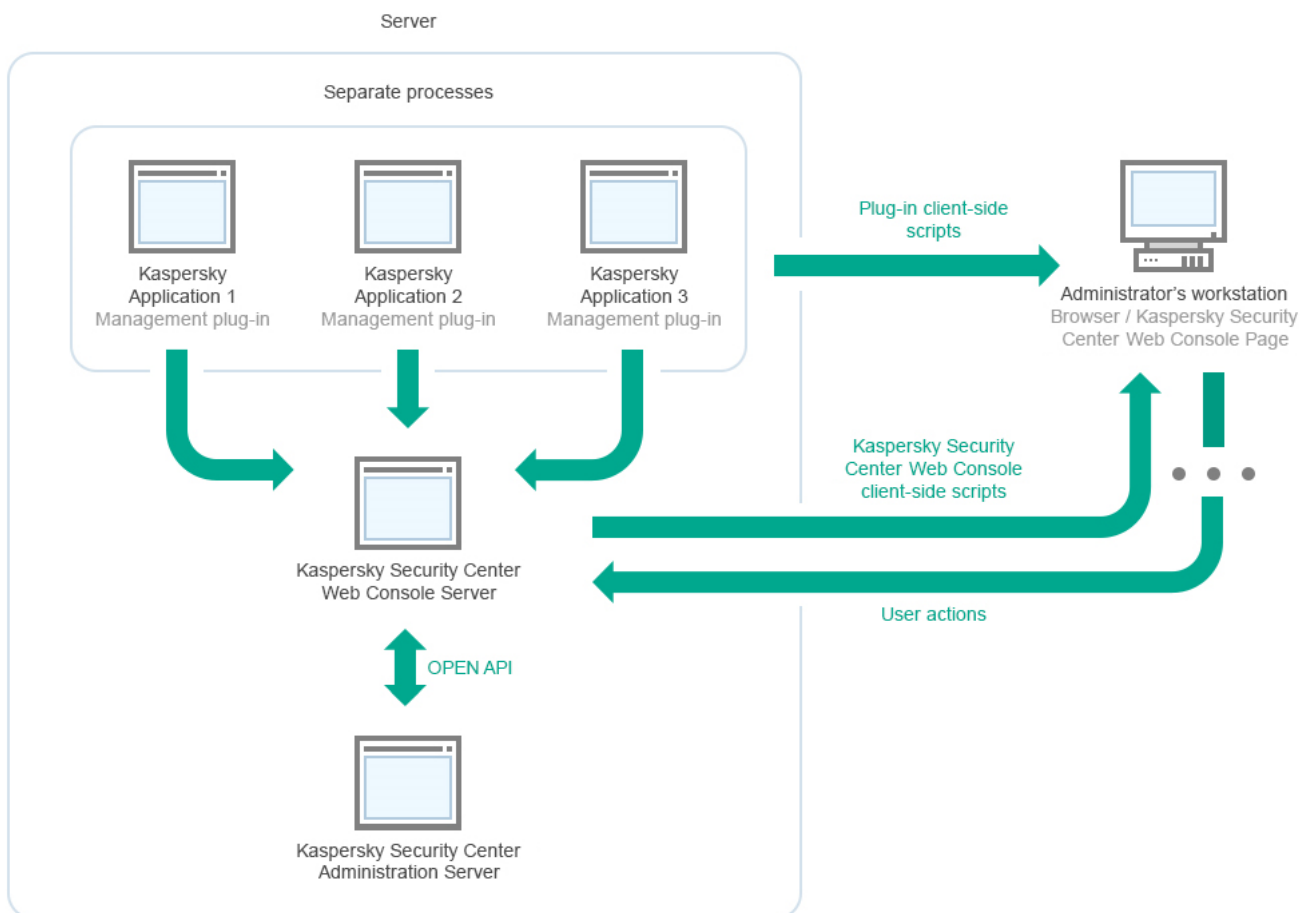 Server
Separate processes
Kaspersky
Application 1
Management plug-in
Kaspersky
Application 2
Management plug-in
Kaspersky
Application 3
Management plug-in
Plug-in client-side
scripts
Administrator's workstation
Browser / Kaspersky Security
Center Web Console Page
Kaspersky Security
Center Web Console
client-side scripts
Kaspersky Security Center
Web Console Server
User actions
OPEN API
Kaspersky Security Center
Administration Server